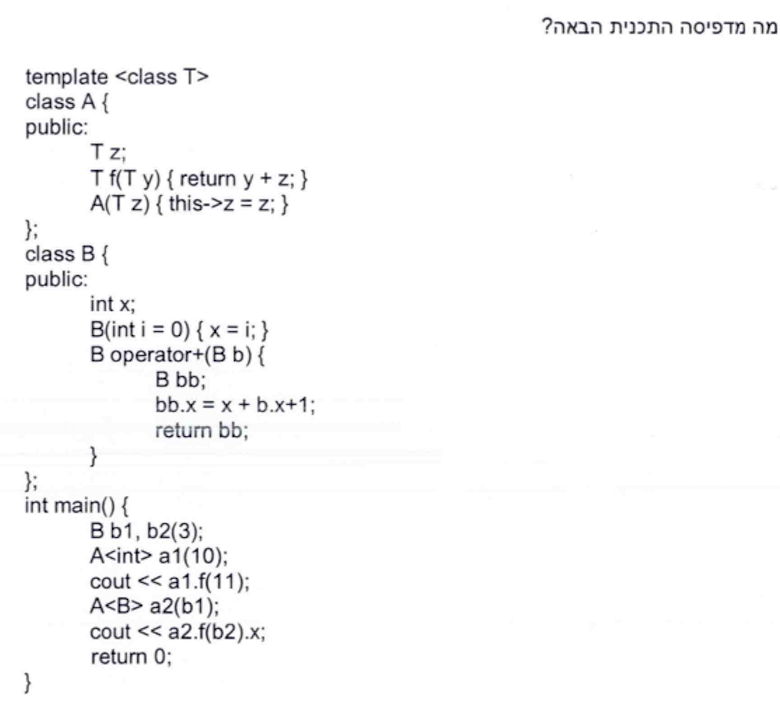 מה מדפיסה התכנית הבאה?
template <class T>
class A {
public:
T z;
T f(T y) { return y + z; }
A(T z) { this->z = z; }
};
class B {
public:
int x;
B(int i = 0) { x = i; }
B operator+(B b) {
B bb;
bb.x = x + b.x+1;
return bb;
}
};
int main() {
B b1, b2(3);
A<int> a1(10);
cout << a1.f(11);
A<B> a2(b1);
cout << a2.f(b2).x;
return 0;
}